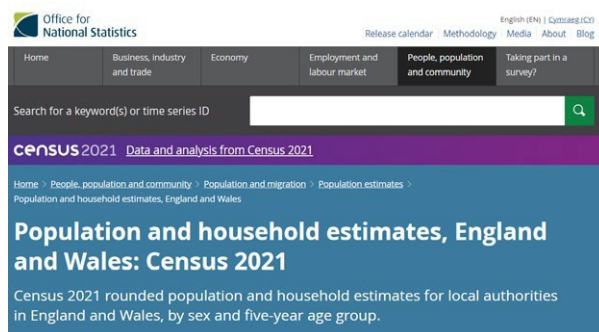 Office for
National Statistics
English (EN) | Cymraeg (CY)
Release calendar Methodology Media About Blog
Home
Business, industry
and trade
Economy
Employment and
labour market
People, population
and community
Taking part in a
survey?
Search for a keyword(s) or time series ID
census2021 Data and analysis from Census 2021
Home > People, population and community > Population and migration > Population estimates >
Population and household estimates, England and Wales
Population and household estimates, England
and Wales: Census 2021
Census 2021 rounded population and household estimates for local authorities
in England and Wales, by sex and five-year age group.